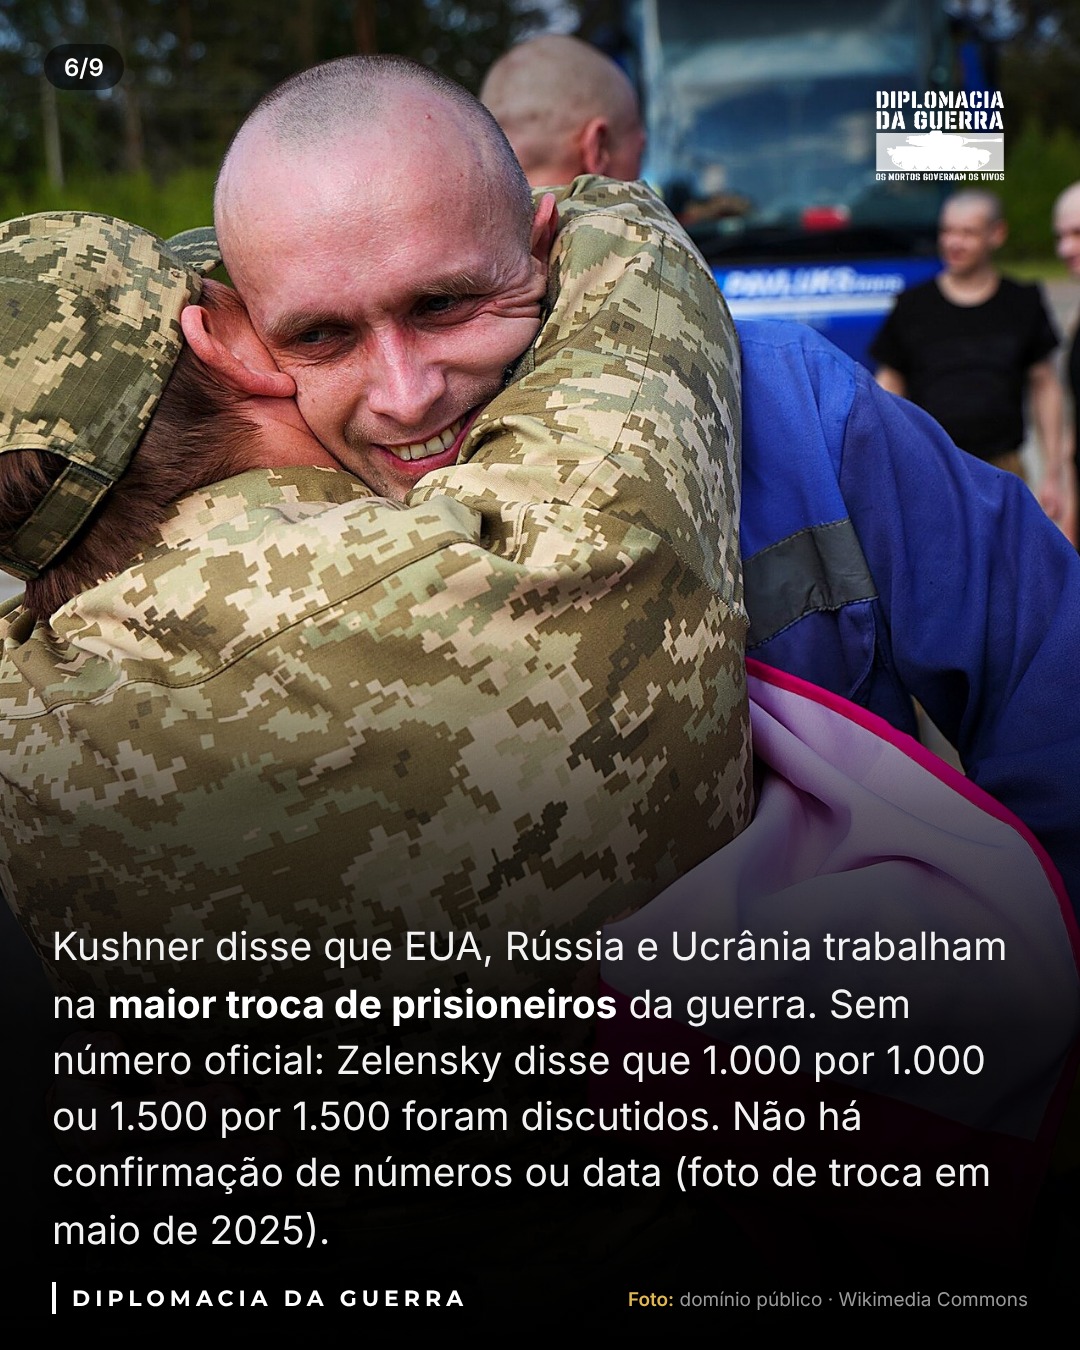 6/9
DIPLOMACIA
DA GUERRA
OS MORTOS GOVERNAM OS VIVOS
Kushner disse que EUA, Rússia e Ucrânia trabalham
na maior troca de prisioneiros da guerra. Sem
número oficial: Zelensky disse que 1.000 por 1.000
ou 1.500 por 1.500 foram discutidos. Não há
confirmação de números ou data (foto de troca em
maio de 2025).
DIPLOMACIA DA GUERRA
Foto: domínio público · Wikimedia Commons